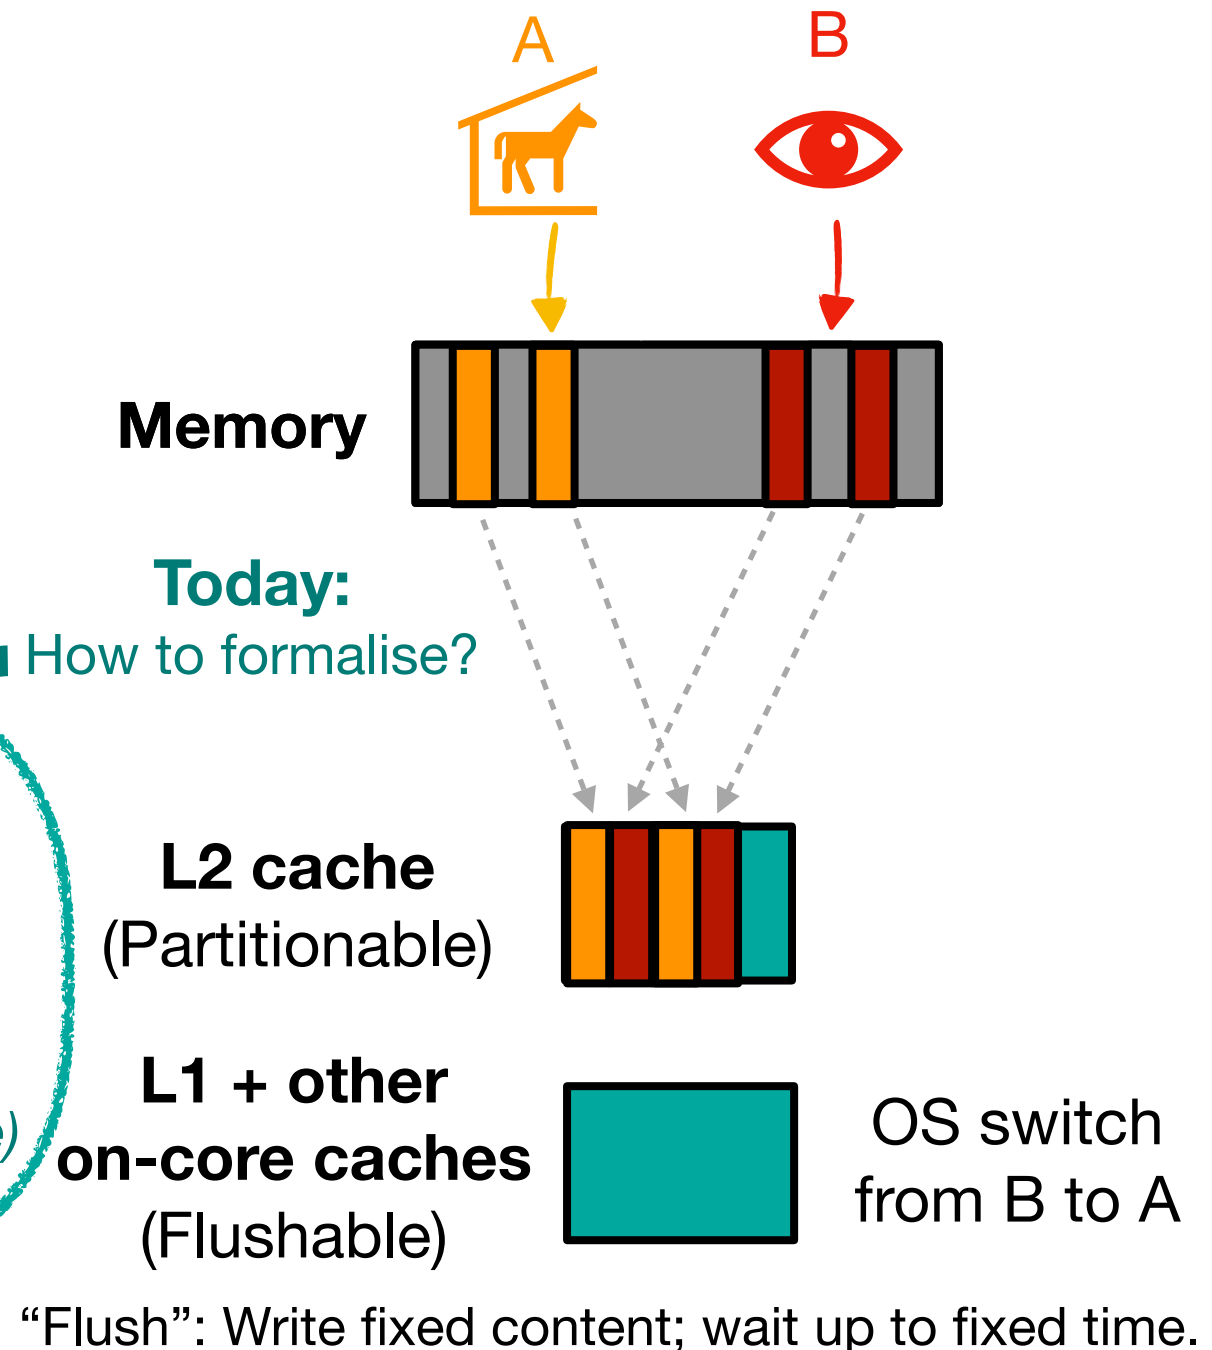 A
B
Memory
Today:
How to formalise?
L2 cache
(Partitionable)
L1 + other
on-core caches
(Flushable)
OS switch
from B to A
“Flush”: Write fixed content; wait up to fixed time.